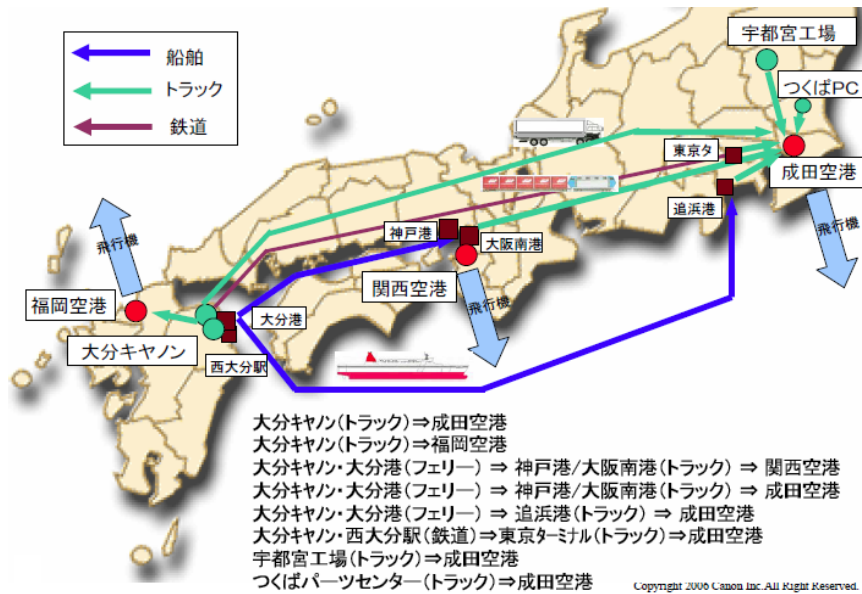 船舶
トラック
鉄道
宇都宮工場
つくばPC
東京タ
成田空港
追浜港
飛行機
神戸港
大阪南港
関西空港
飛行機
飛行機
福岡空港
大分港
大分キヤノン
西大分駅
大分キヤノン(トラック)⇒成田空港
大分キヤノン(トラック)⇒福岡空港
大分キヤノン・大分港(フェリー) ⇒ 神戸港/大阪南港(トラック) ⇒ 関西空港
大分キヤノン・大分港(フェリー) ⇒ 神戸港/大阪南港(トラック) ⇒ 成田空港
大分キヤノン・大分港(フェリー) ⇒ 追浜港(トラック) ⇒ 成田空港
大分キヤノン・西大分駅(鉄道)⇒東京ターミナル(トラック)⇒成田空港
宇都宮工場(トラック)⇒成田空港
つくばパーツセンター(トラック)⇒成田空港
Copyright 2006 Canon Inc.All Right Reserved.